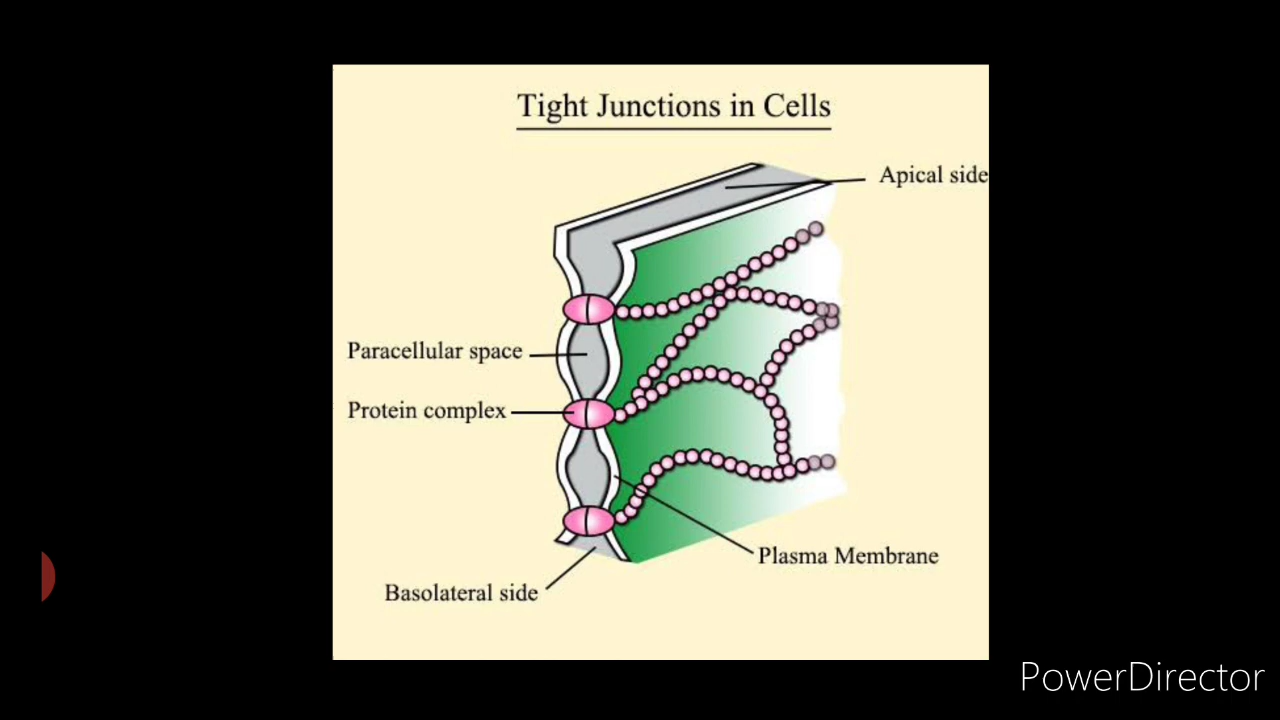 Tight Junctions in Cells
Apical side
Paracellular space
Protein complex
Plasma Membrane
Basolateral side
PowerDirector